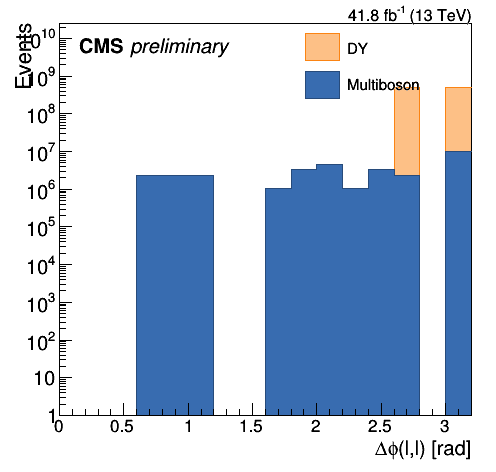 41.8 fb⁻¹ (13 TeV)
Events
CMS preliminary
DY
Multiboson
10¹⁰
10⁹
10⁸
10⁷
10⁶
10⁵
10⁴
10³
10²
10
1
0 0.5 1 1.5 2 2.5 3
Δϕ(l,l) [rad]